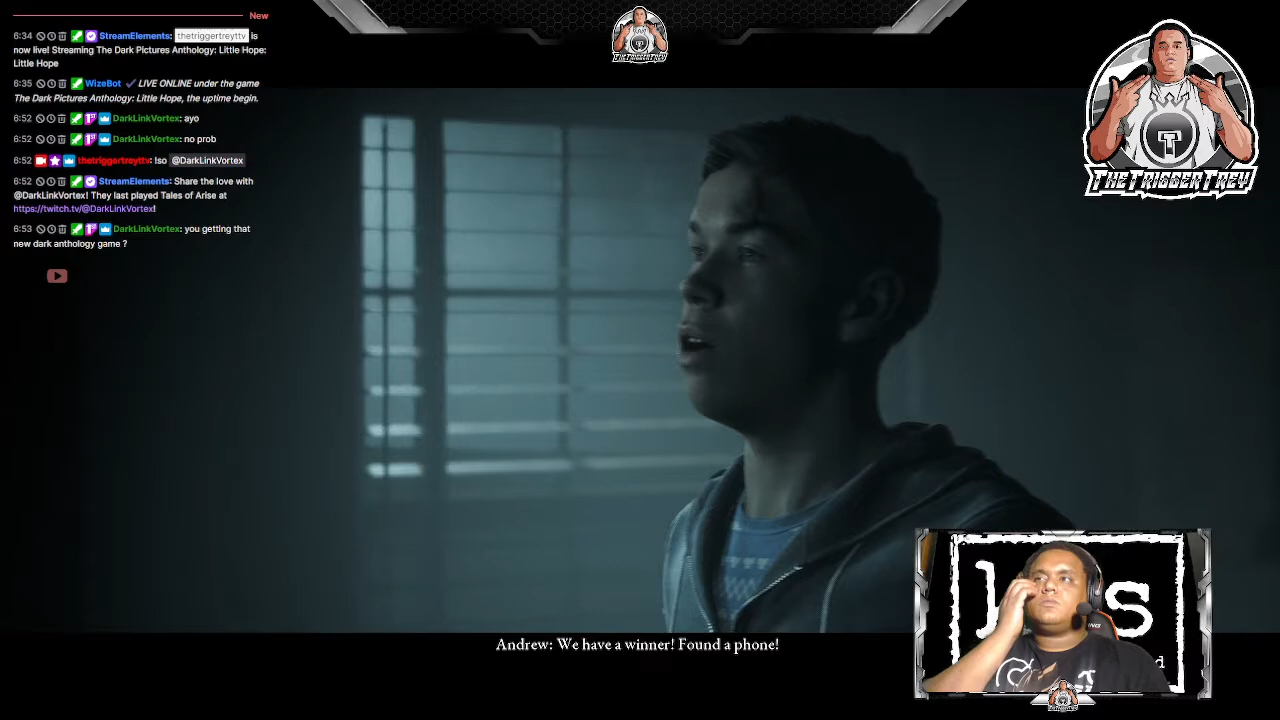 New
6:34 StreamElements: thetriggertreyttv is
now live! Streaming The Dark Pictures Anthology: Little Hope:
Little Hope
6:35 WizeBot LIVE ONLINE under the game
The Dark Pictures Anthology: Little Hope, the uptime begin.
6:52 DarkLinkVortex: ayo
6:52 DarkLinkVortex: no prob
6:52 thetriggertreyttv: !so @DarkLinkVortex
6:52 StreamElements: Share the love with
@DarkLinkVortex! They last played Tales of Arise at
https://twitch.tv/@DarkLinkVortex!
6:53 DarkLinkVortex: you getting that
new dark anthology game ?
THETRIGGERTREY
T
THETRIGGERTREY
Andrew: We have a winner! Found a phone!